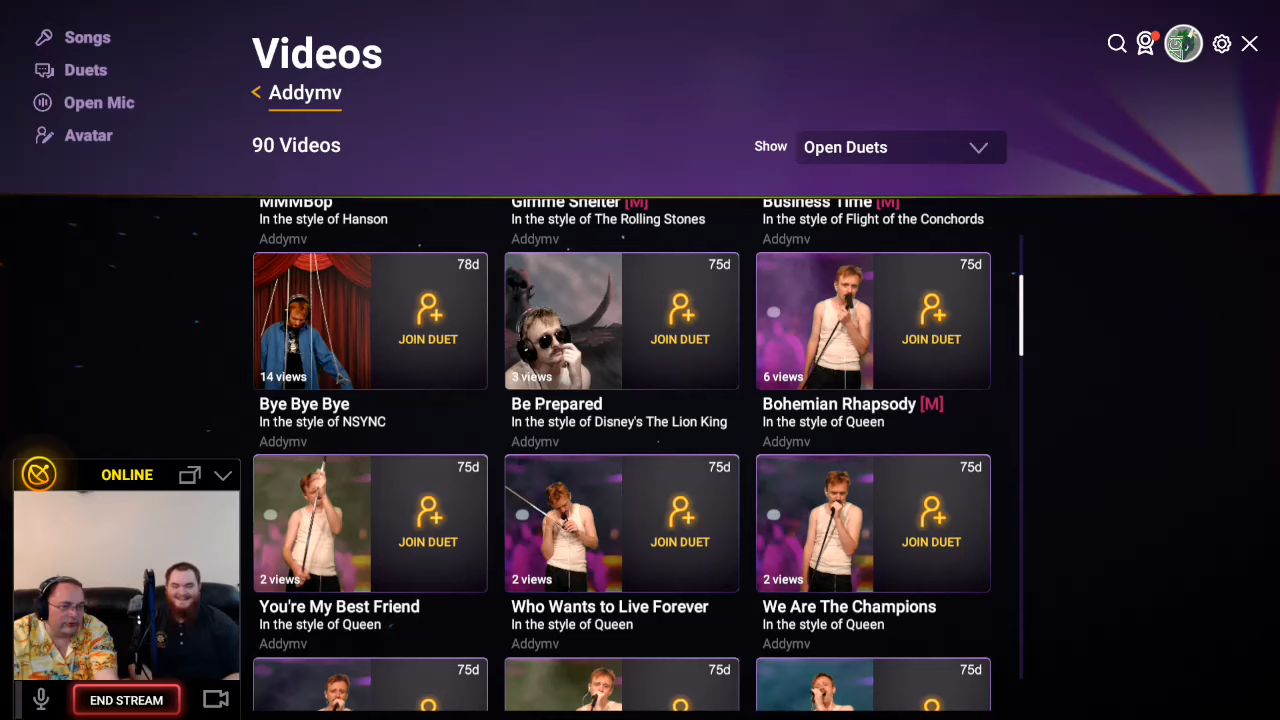 Songs
Duets
Open Mic
Avatar
Videos
< Addymv
90 Videos
Show
Open Duets
MMMBop
In the style of Hanson
Addymv
Gimme Shelter [M]
In the style of The Rolling Stones
Addymv
Business Time [M]
In the style of Flight of the Conchords
Addymv
78d
JOIN DUET
14 views
Bye Bye Bye
In the style of NSYNC
Addymv
75d
JOIN DUET
3 views
Be Prepared
In the style of Disney's The Lion King
Addymv
75d
JOIN DUET
6 views
Bohemian Rhapsody [M]
In the style of Queen
Addymv
75d
JOIN DUET
2 views
You're My Best Friend
In the style of Queen
Addymv
75d
JOIN DUET
2 views
Who Wants to Live Forever
In the style of Queen
Addymv
75d
JOIN DUET
2 views
We Are The Champions
In the style of Queen
Addymv
75d
75d
75d
ONLINE
END STREAM